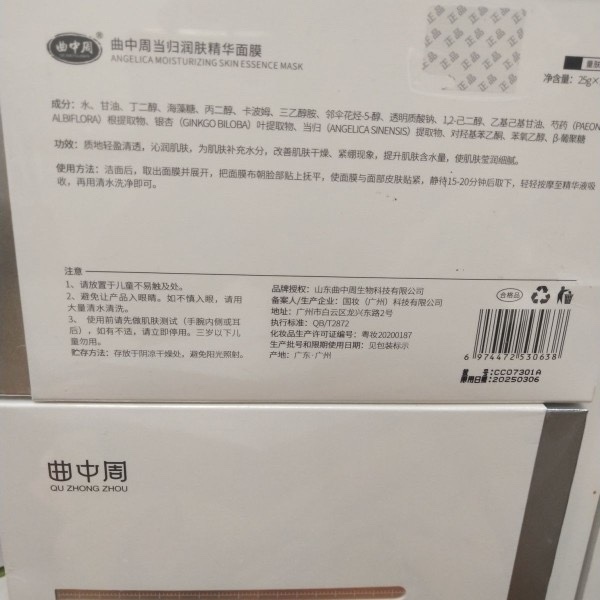 曲中周®
曲中周当归润肤精华面膜
ANGELICA MOISTURIZING SKIN ESSENCE MASK
正品 正品 正品
净含量：25g×
成分：水、甘油、丁二醇、海藻糖、丙二醇、卡波姆、三乙醇胺、邻伞花烃-5-醇、透明质酸钠、1,2-己二醇、乙基己基甘油、芍药（PAEON
ALBIFLORA）根提取物、银杏（GINKGO BILOBA）叶提取物、当归（ANGELICA SINENSIS）提取物、对羟基苯乙酮、苯氧乙醇、β-葡聚糖
功效：质地轻盈清透，沁润肌肤，为肌肤补充水分，改善肌肤干燥、紧绷现象，提升肌肤含水量，使肌肤莹润细腻。
使用方法：洁面后，取出面膜并展开，把面膜布朝脸部贴上抚平，使面膜与面部皮肤贴紧，静待15-20分钟后取下，轻轻按摩至精华液吸
收，再用清水洗净即可。
注意
1、请放置于儿童不易触及处。
2、避免让产品入眼睛。如不慎入眼，请用
大量清水清洗。
3、使用前请先做肌肤测试（手腕内侧或耳
后），如有不适，请立即停用。三岁以下儿
童勿用。
贮存方法：存放于阴凉干燥处，避免阳光照射。
品牌授权：山东曲中周生物科技有限公司
备案人/生产企业：国妆（广州）科技有限公司
地址：广州市白云区龙兴东路2号
执行标准：QB/T2872
化妆品生产许可证编号：粤妆20200187
生产批号和限期使用日期：见包装标示
产地：广东·广州
合格品
6 974472 530638
:CC07301A
:20250306
曲中周
QU ZHONG ZHOU